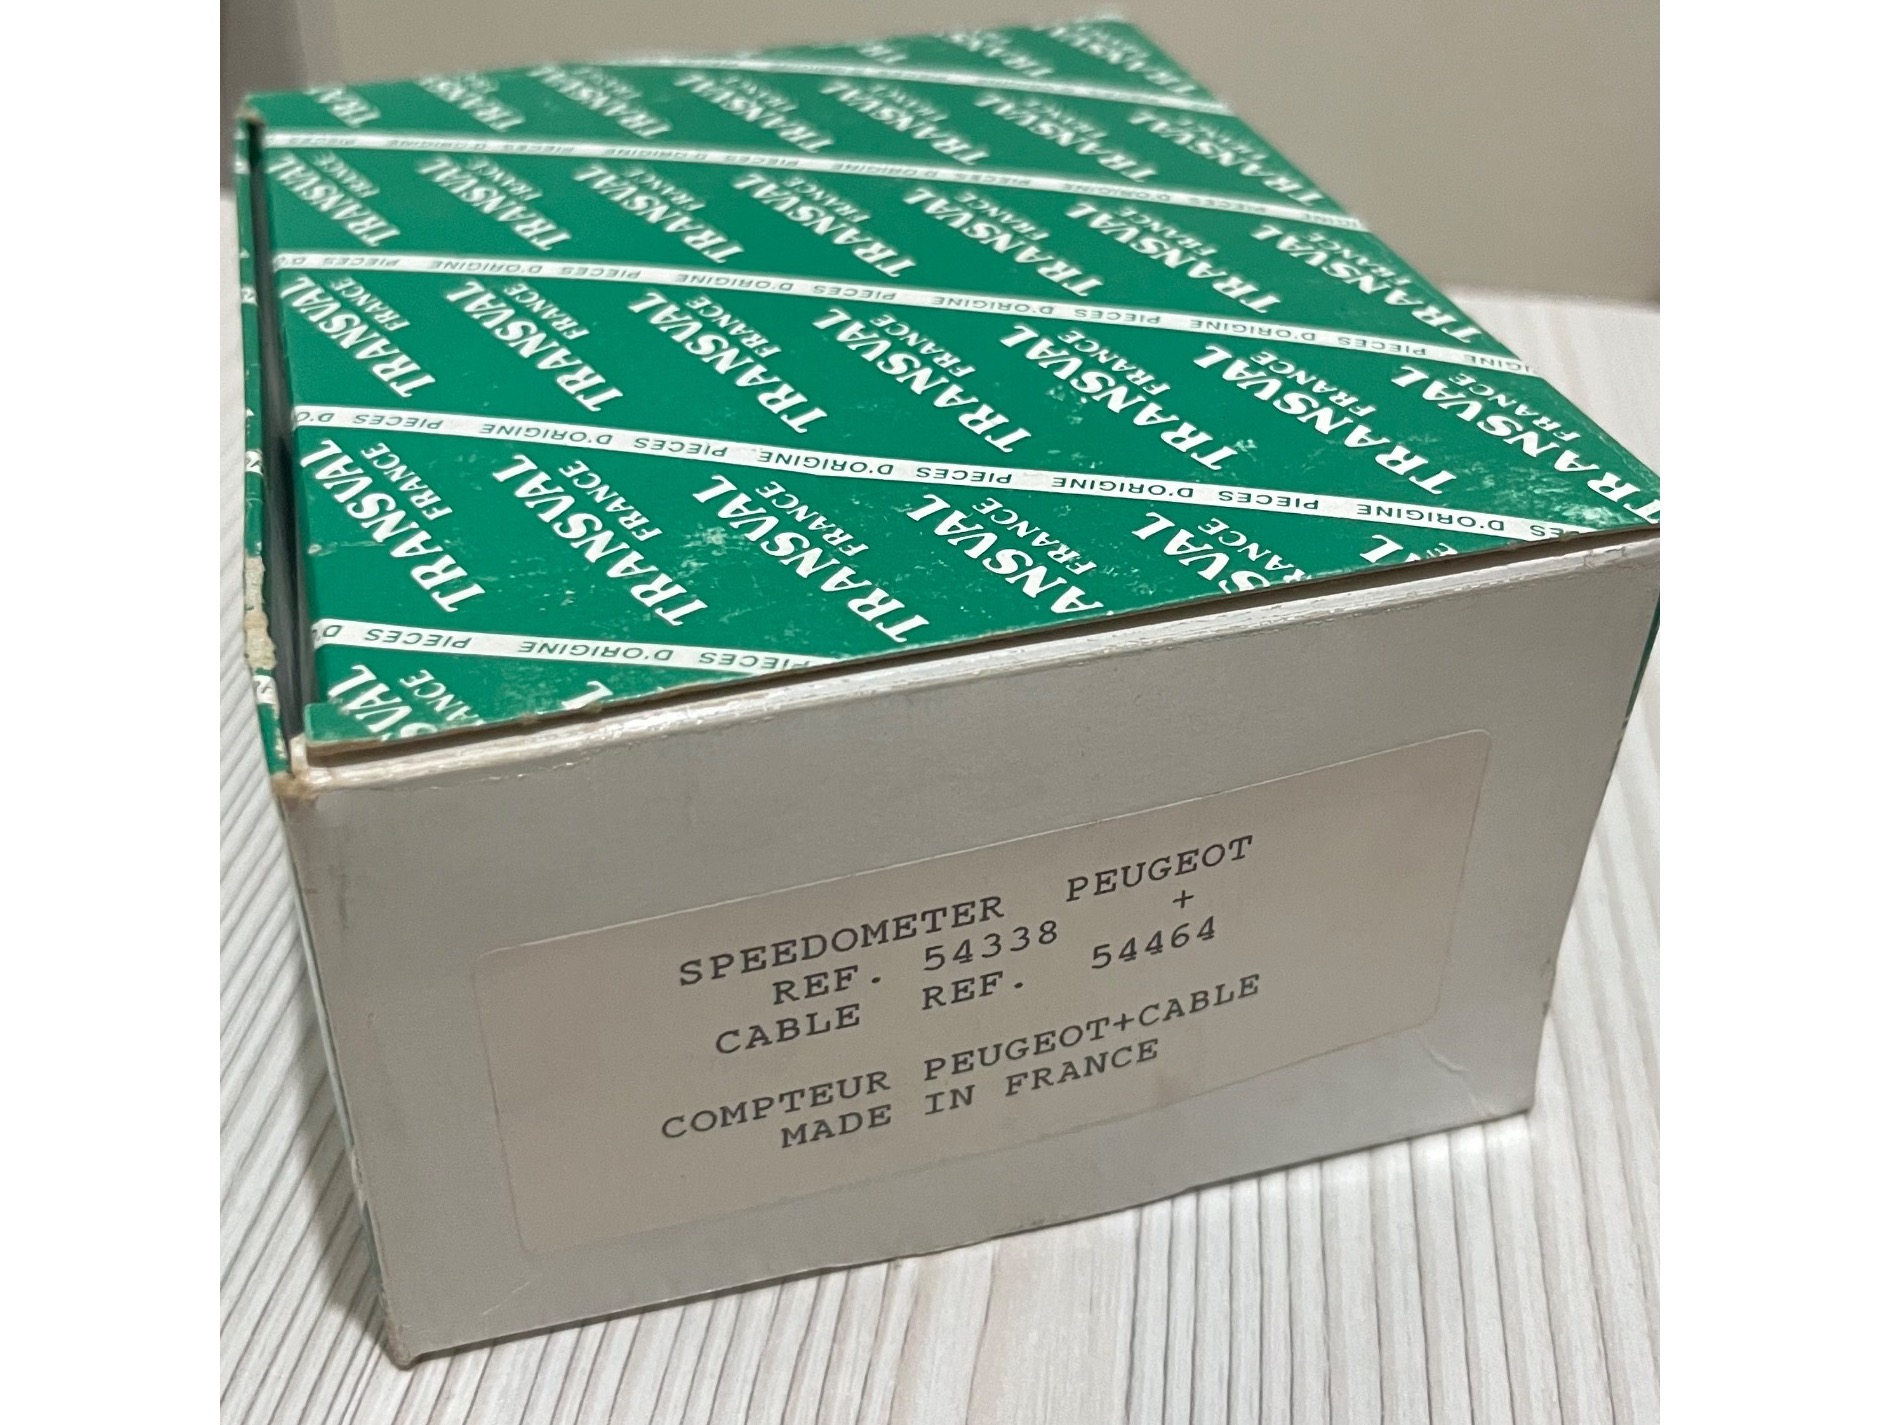 TRANSVAL
FRANCE
PIECES D'ORIGINE
SPEEDOMETER PEUGEOT
REF. 54338 +
CABLE REF. 54464
COMPTEUR PEUGEOT+CABLE
MADE IN FRANCE